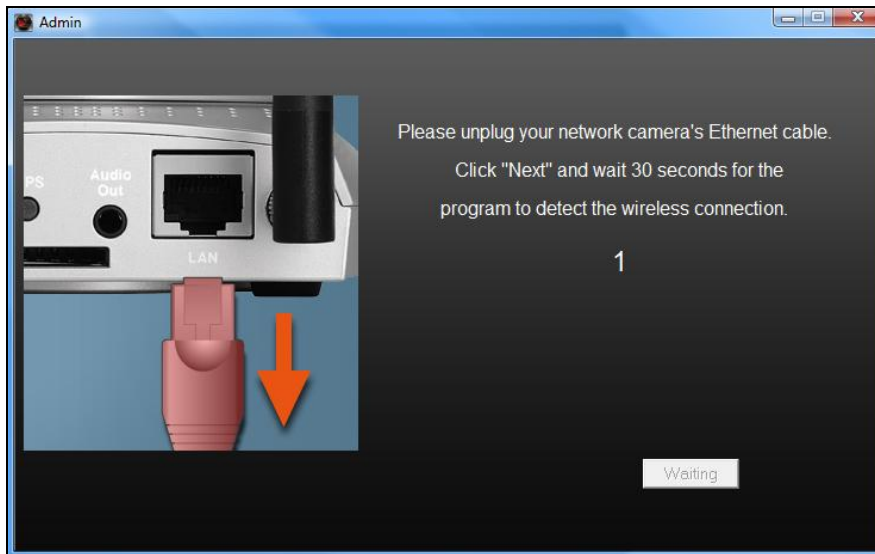 Admin
PS
Audio
Out
LAN
Please unplug your network camera's Ethernet cable.
Click "Next" and wait 30 seconds for the
program to detect the wireless connection.
1
Waiting